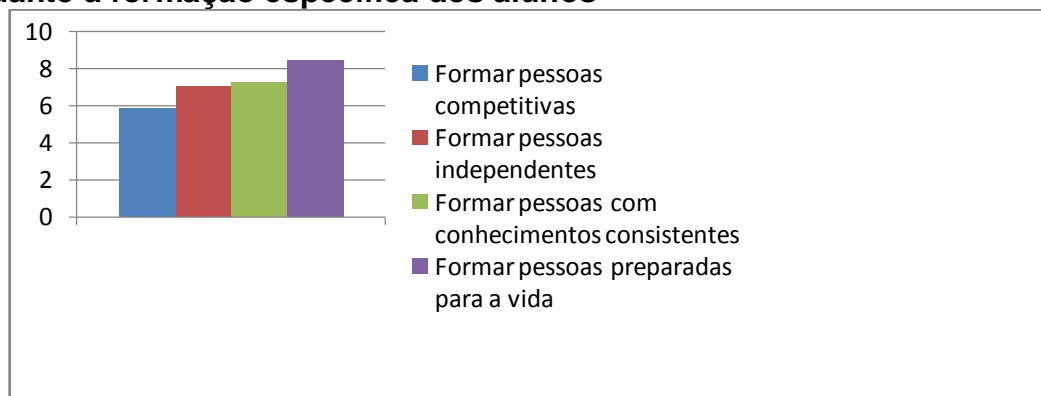 à formação específica dos alunos
10
8
6
4
2
0
Formar pessoas
competitivas
Formar pessoas
independentes
Formar pessoas com
conhecimentos consistentes
Formar pessoas preparadas
para a vida